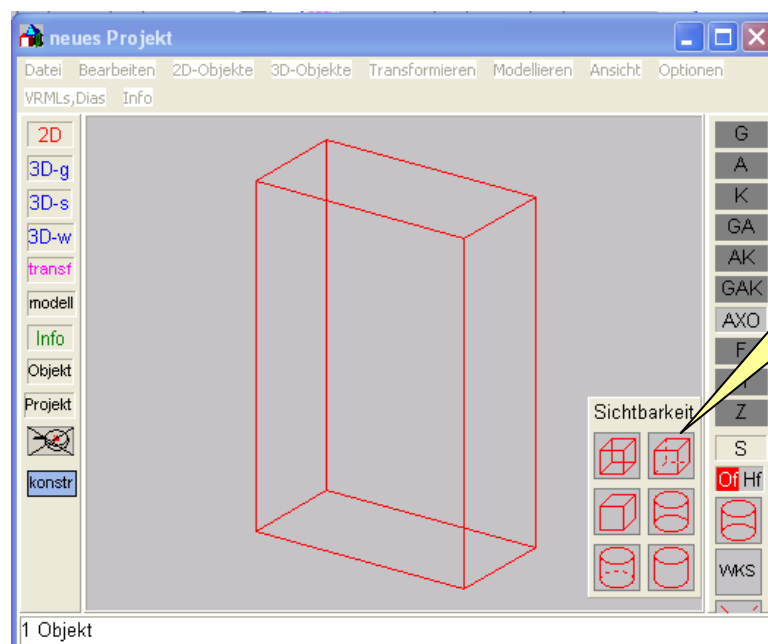 neues Projekt
Datei Bearbeiten 2D-Objekte 3D-Objekte Transformieren Modellieren Ansicht Optionen
VRMLs,Dias Info
2D
3D-g
3D-s
3D-w
transf
modell
Info
Objekt
Projekt
konstr
G
A
K
GA
AK
GAK
AXO
F
Z
S
Of Hf
WKS
Sichtbarkeit
1 Objekt